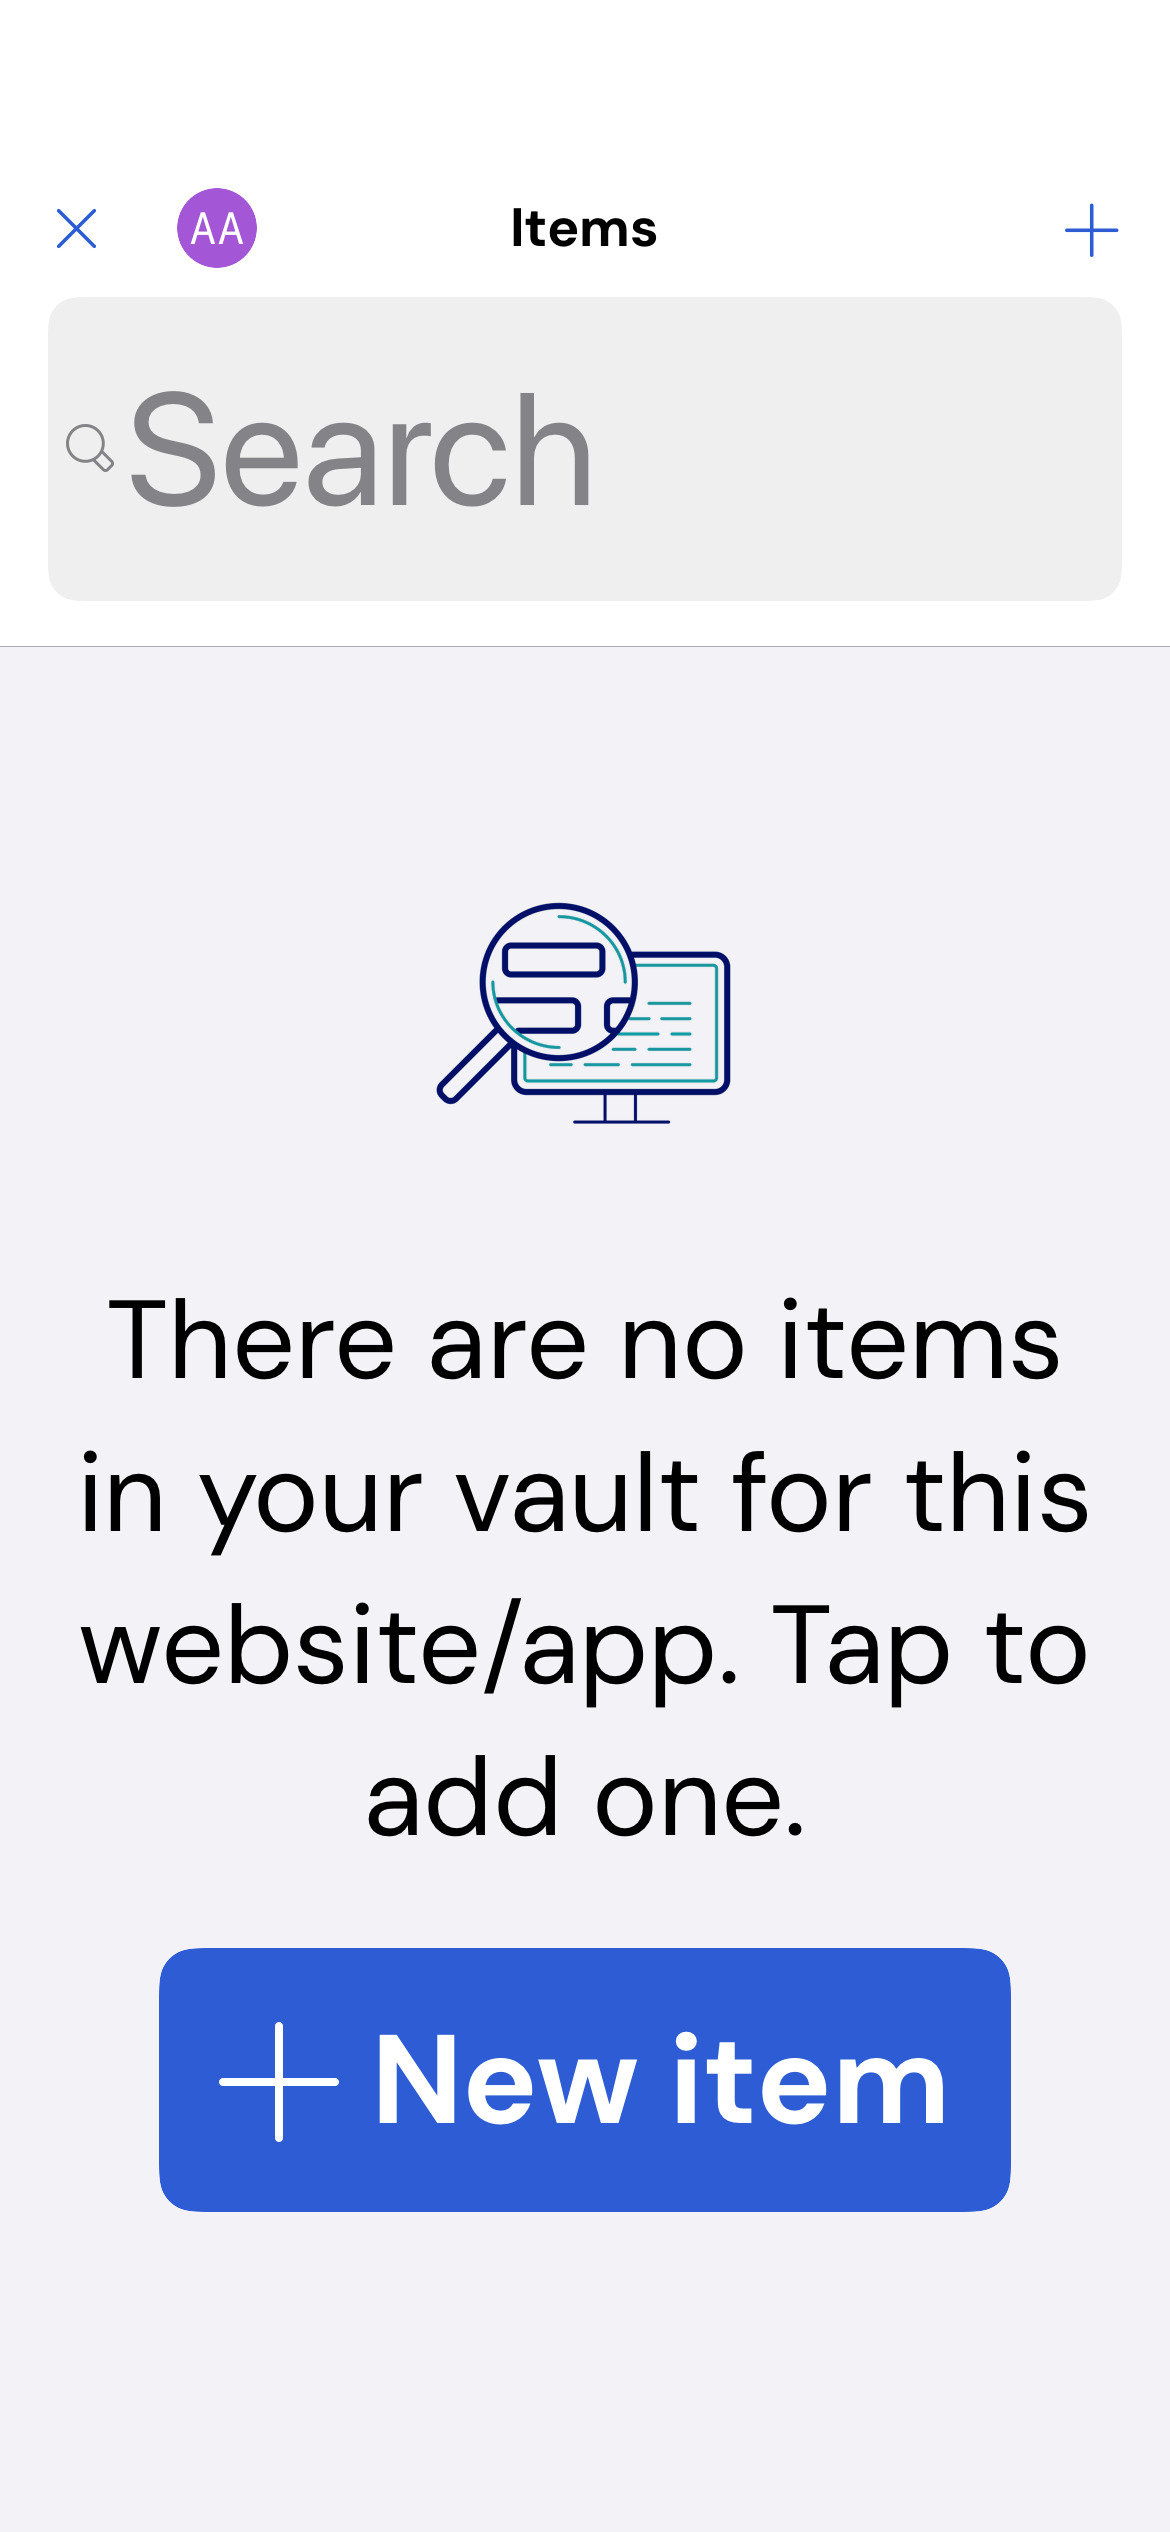 AA
Items
Search
There are no items
in your vault for this
website/app. Tap to
add one.
New item